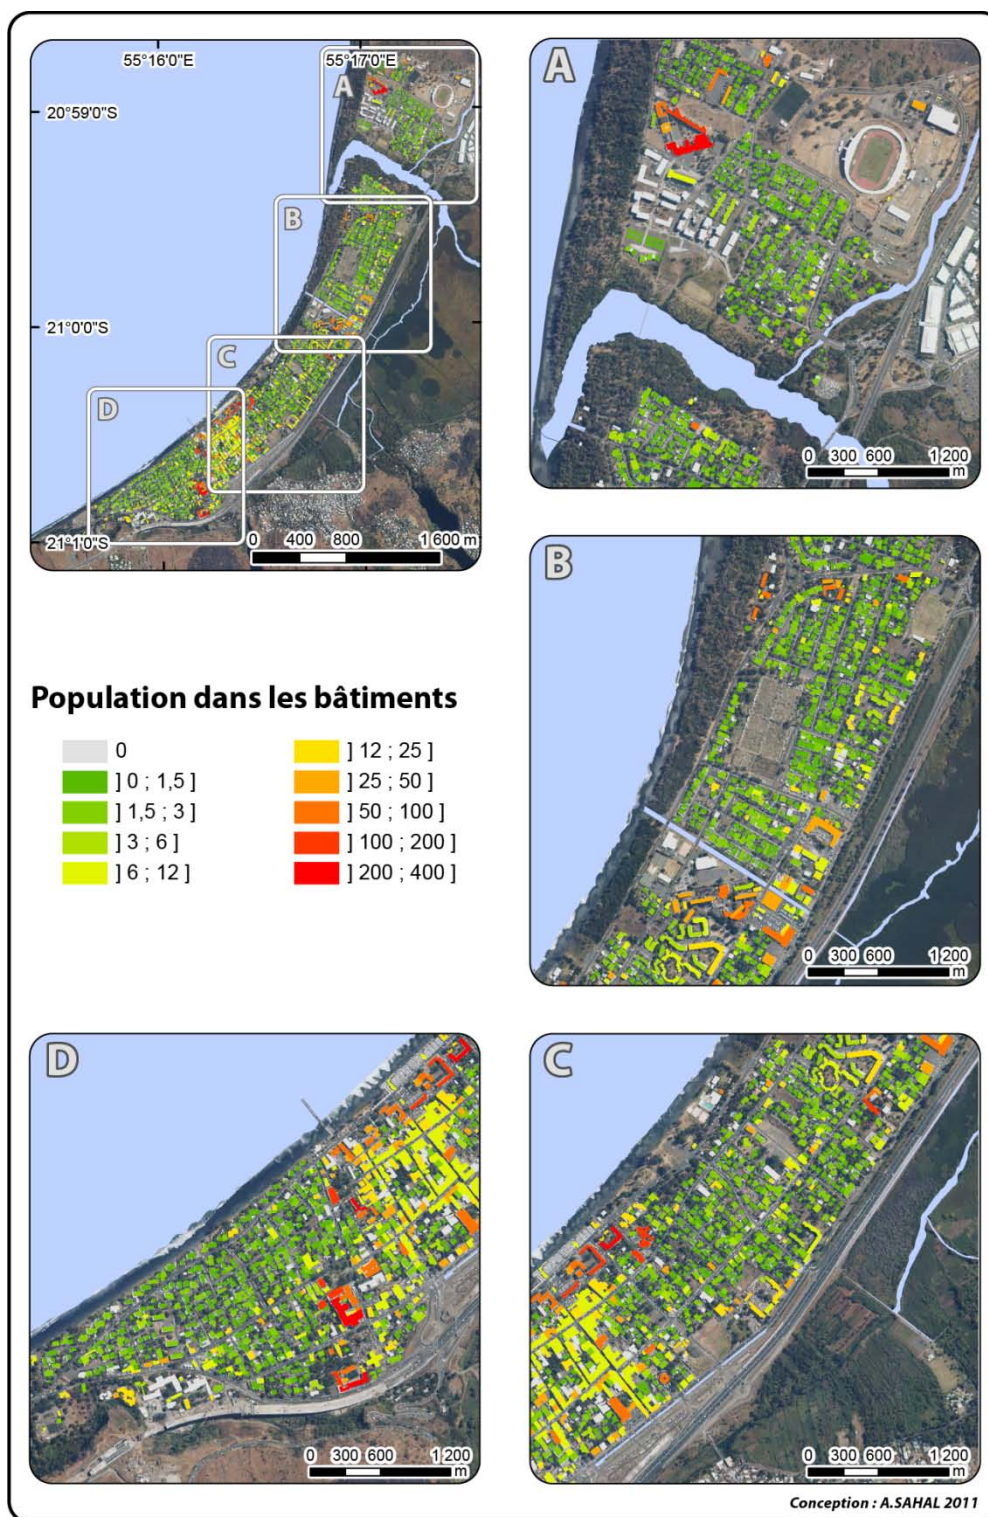 55°16'0"E
55°17'0"E
20°59'0"S
21°0'0"S
21°1'0"S
A
B
C
D
0 400 800 1 600 m
A
0 300 600 1 200
m
Population dans les bâtiments
0
] 0 ; 1,5 ]
] 1,5 ; 3 ]
] 3 ; 6 ]
] 6 ; 12 ]
] 12 ; 25 ]
] 25 ; 50 ]
] 50 ; 100 ]
] 100 ; 200 ]
] 200 ; 400 ]
B
0 300 600 1 200
m
D
0 300 600 1 200
m
C
0 300 600 1 200
m
Conception : A.SAHAL 2011